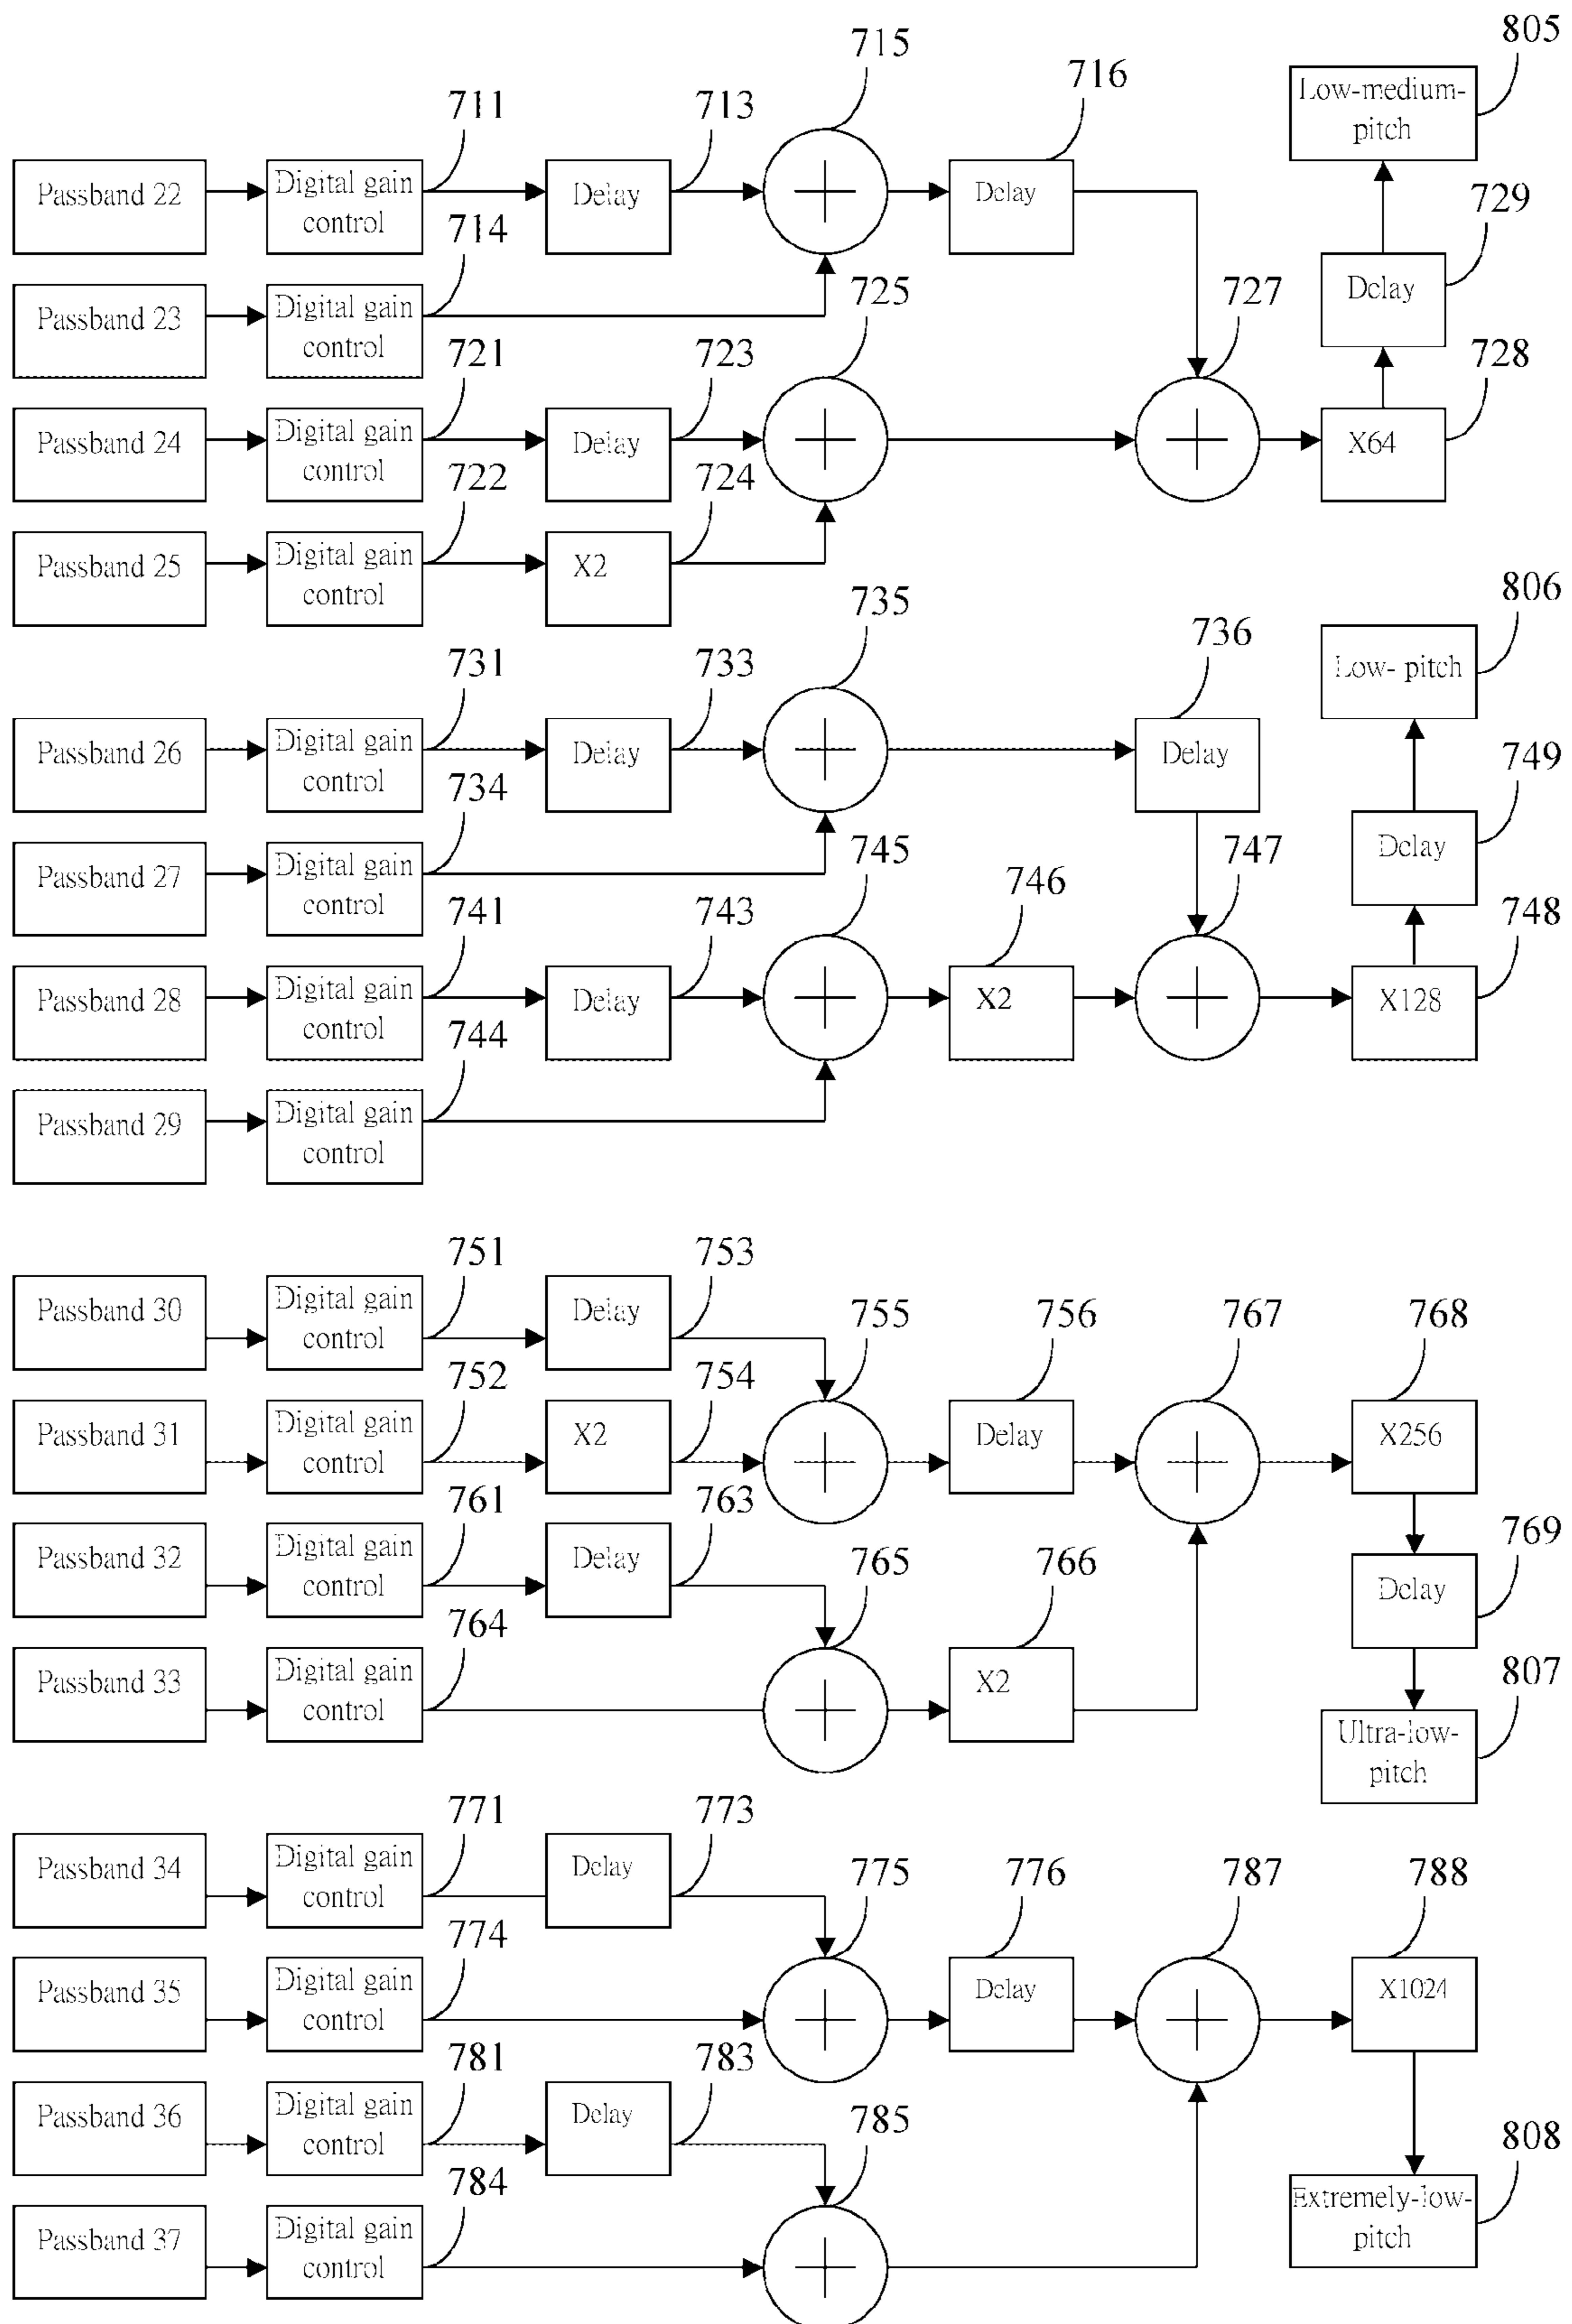 805
715
716
Low-medium-
pitch
711
713
Passband 22
Digital gain
control
Delay
Delay
729
714
725
727
Delay
Passband 23
Digital gain
control
721
723
728
Passband 24
Digital gain
control
Delay
X64
722
724
Passband 25
Digital gain
control
X2
806
735
736
731
733
Low- pitch
Passband 26
Digital gain
control
Delay
Delay
749
734
745
747
Delay
Passband 27
Digital gain
control
746
741
743
748
Passband 28
Digital gain
control
Delay
X2
X128
744
Passband 29
Digital gain
control
751
753
Passband 30
Digital gain
control
Delay
755
756
767
768
752
754
Passband 31
Digital gain
control
X2
Delay
X256
761
763
769
Passband 32
Digital gain
control
Delay
765
766
Delay
764
807
Passband 33
Digital gain
control
X2
Ultra-low-
pitch
771
773
Passband 34
Digital gain
control
Delay
775
776
787
788
774
Passband 35
Digital gain
control
Delay
X1024
781
783
Passband 36
Digital gain
control
Delay
785
808
784
Passband 37
Digital gain
control
Extremely-low-
pitch